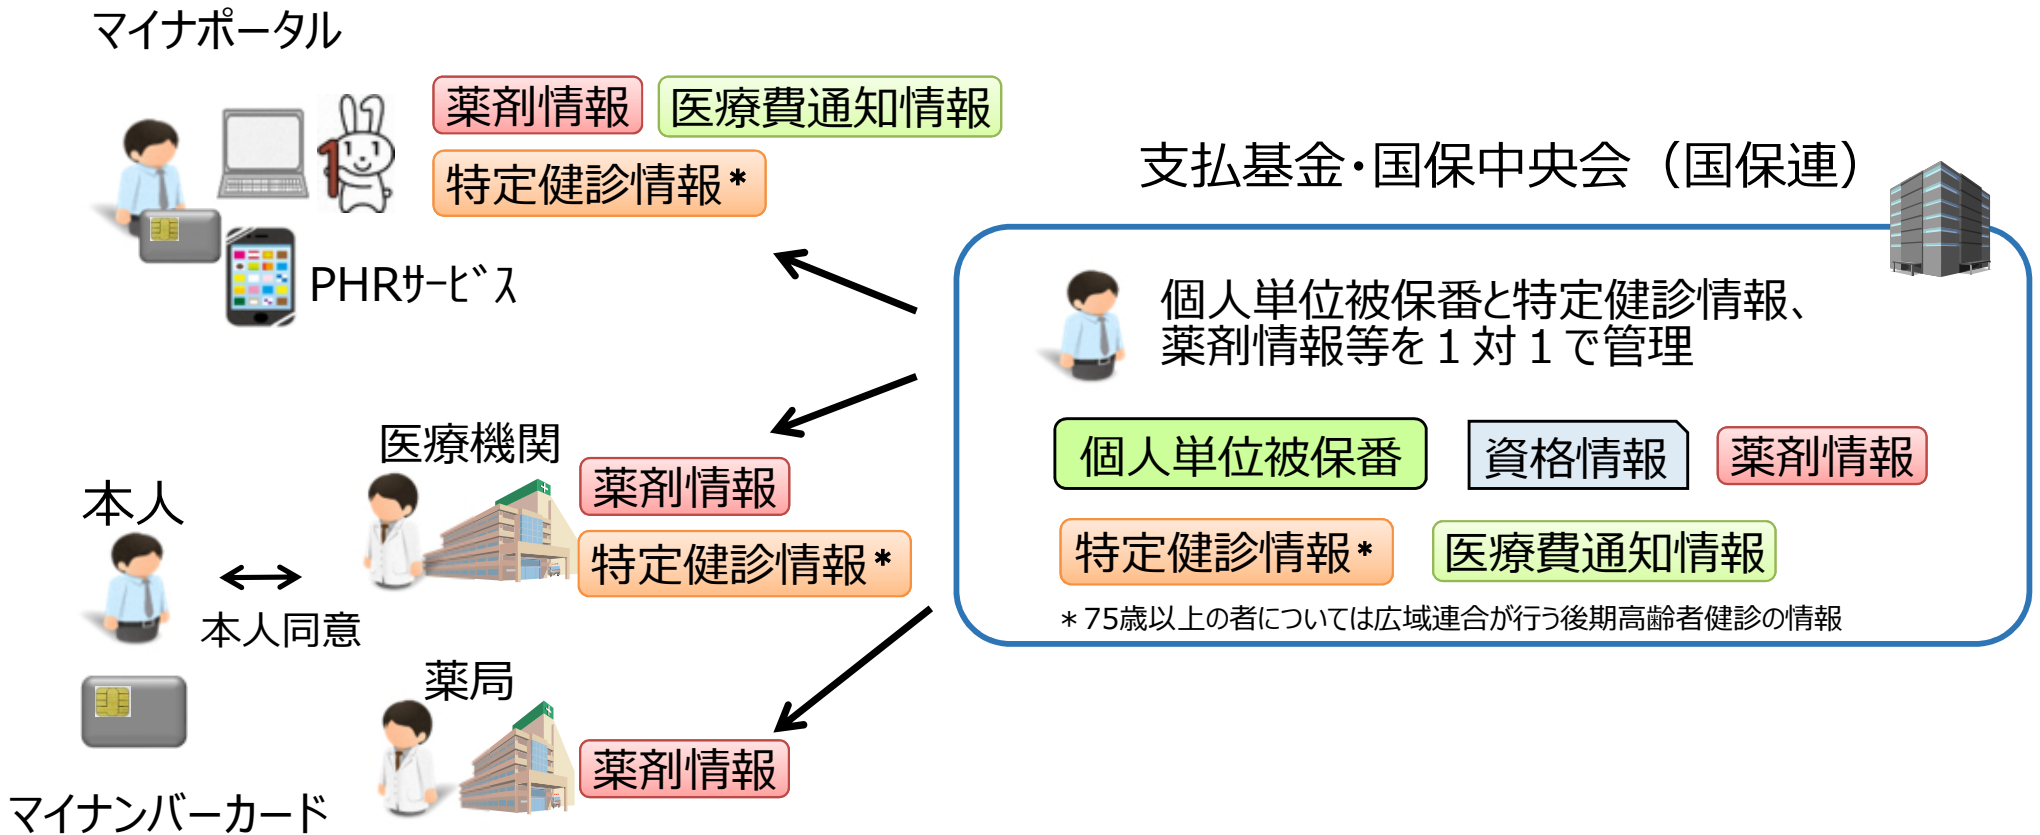 マイナポータル
薬剤情報
医療費通知情報
特定健診情報*
PHRサービス
支払基金・国保中央会（国保連）
個人単位被保番と特定健診情報、
薬剤情報等を１対１で管理
個人単位被保番
資格情報
薬剤情報
特定健診情報*
医療費通知情報
＊75歳以上の者については広域連合が行う後期高齢者健診の情報
医療機関
薬剤情報
特定健診情報*
本人
本人同意
薬局
薬剤情報
マイナンバーカード